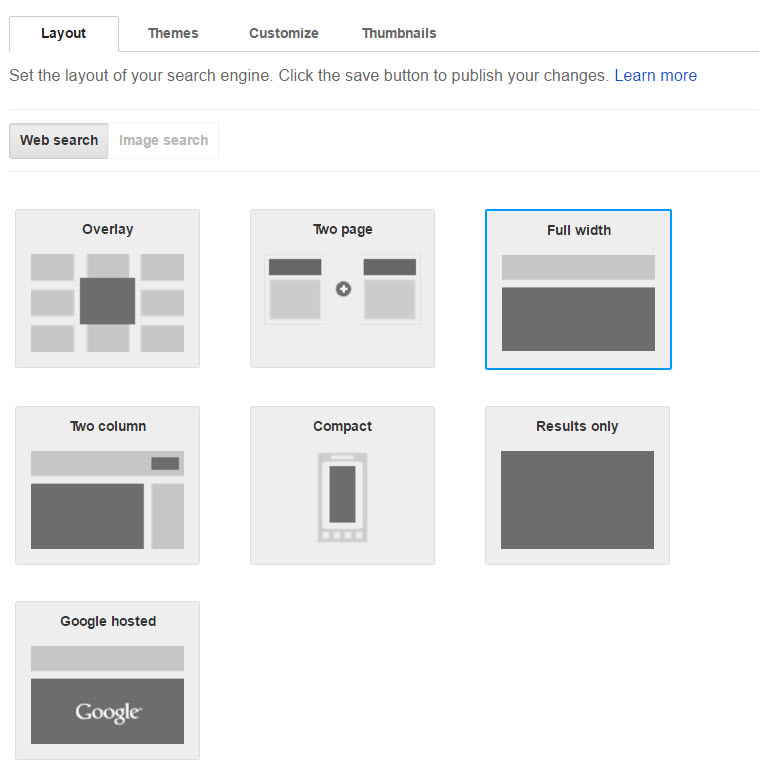 Layout Themes Customize Thumbnails
Set the layout of your search engine. Click the save button to publish your changes. Learn more
Web search Image search
Overlay Two page Full width
Two column Compact Results only
Google hosted
Google